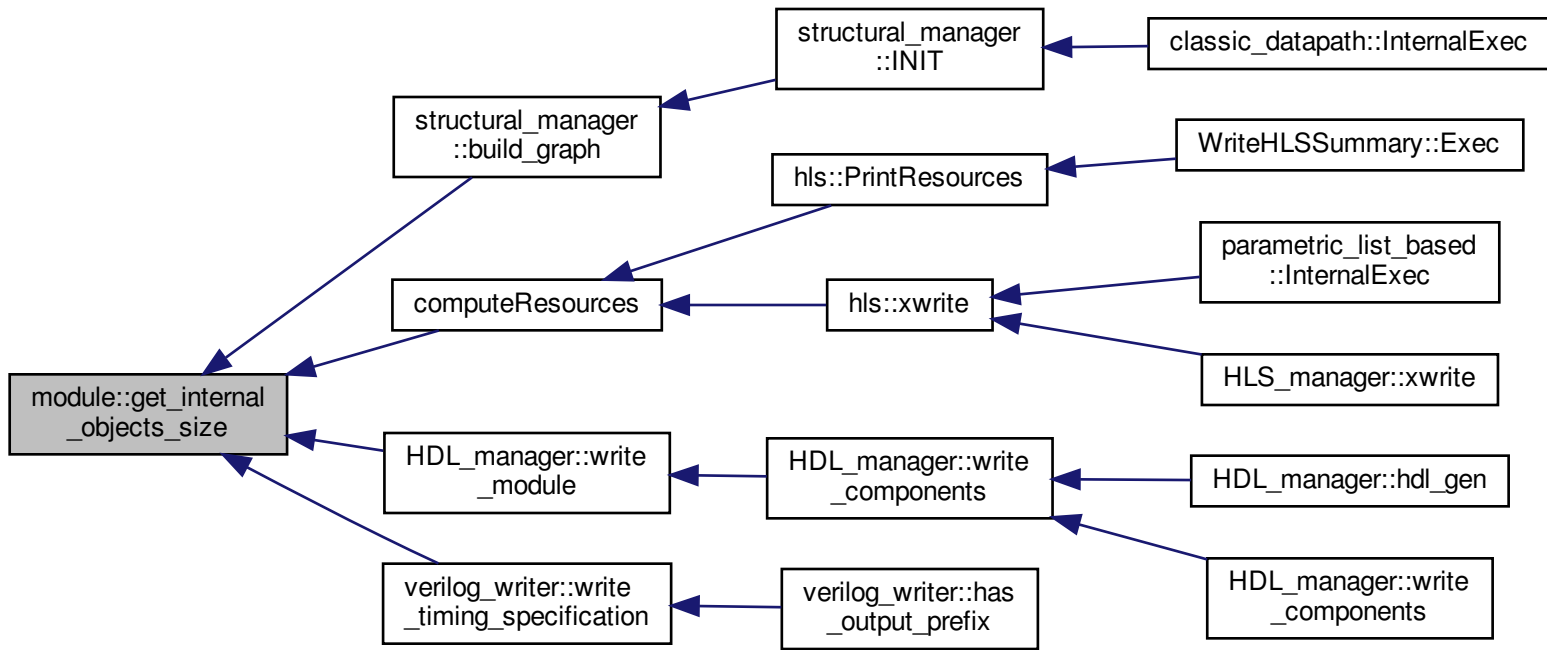 module::get_internal
_objects_size
structural_manager
::build_graph
structural_manager
::INIT
classic_datapath::InternalExec
computeResources
hls::PrintResources
WriteHLSSummary::Exec
hls::xwrite
parametric_list_based
::InternalExec
HLS_manager::xwrite
HDL_manager::write
_module
HDL_manager::write
_components
HDL_manager::hdl_gen
HDL_manager::write
_components
verilog_writer::write
_timing_specification
verilog_writer::has
_output_prefix